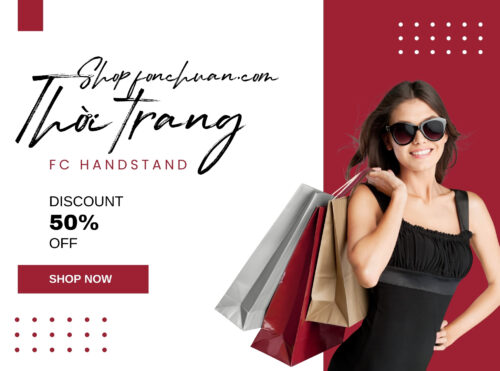 Shopfonchuan.com
Thời Trang
FC HANDSTAND
DISCOUNT
50%
OFF
SHOP NOW